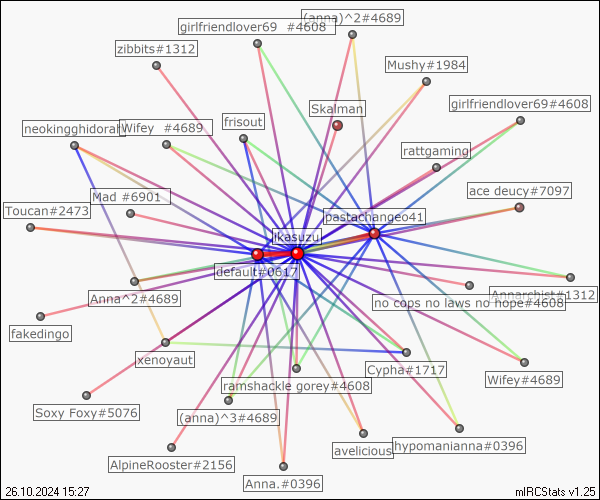 (anna)^2#4689
girlfriendlover69  #4608
zibbits#1312
Mushy#1984
girlfriendlover69#4608
Skalman
frisout
neokingghidorah
Wifey  #4689
rattgaming
ace deucy#7097
Mad #6901
Toucan#2473
pastachangeo41
ikasuzu
default#0617
Anna^2#4689
Annarchist#1312
no cops no laws no hope#4608
fakedingo
xenoyaut
Cypha#1717
Wifey#4689
ramshackle gorey#4608
Soxy Foxy#5076
(anna)^3#4689
hypomanianna#0396
avelicious
AlpineRooster#2156
Anna.#0396
26.10.2024 15:27
mIRCStats v1.25